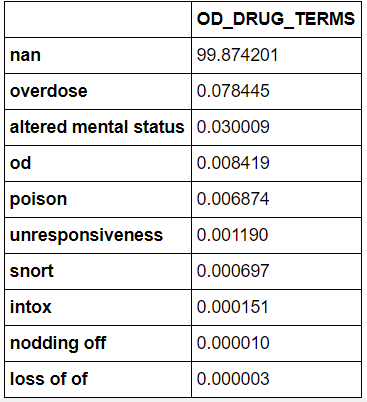 OD_DRUG_TERMS
nan 99.874201
overdose 0.078445
altered mental status 0.030009
od 0.008419
poison 0.006874
unresponsiveness 0.001190
snort 0.000697
intox 0.000151
nodding off 0.000010
loss of of 0.000003